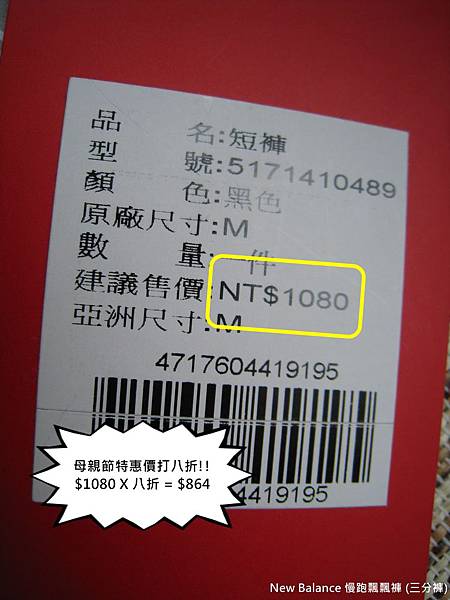 品名:短褲
型號:5171410489
顏色:黑色
原廠尺寸:M
數量:一件
建議售價:NT$1080
亞洲尺寸:M
4717604419195
母親節特惠價打八折!!
$1080 X 八折 = $864
4419195
New Balance 慢跑飄飄褲 (三分褲)